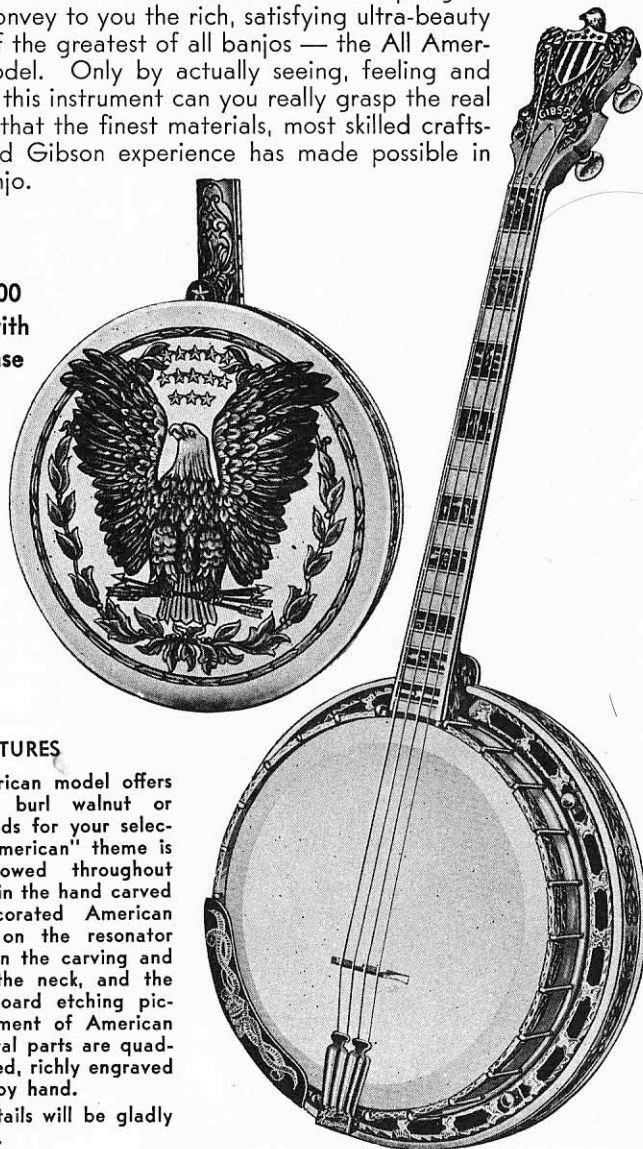 onvey to you the rich, satisfying ultra-beauty
f the greatest of all banjos — the All Amer-
odel. Only by actually seeing, feeling and
this instrument can you really grasp the real
that the finest materials, most skilled crafts-
d Gibson experience has made possible in
njo.
00
ith
ase
GIBSON
TURES
rican model offers
burl walnut or
ds for your selec-
merican" theme is
owed throughout
in the hand carved
corated American
on the resonator
n the carving and
the neck, and the
oard etching pic-
ment of American
al parts are quad-
ed, richly engraved
by hand.
tails will be gladly